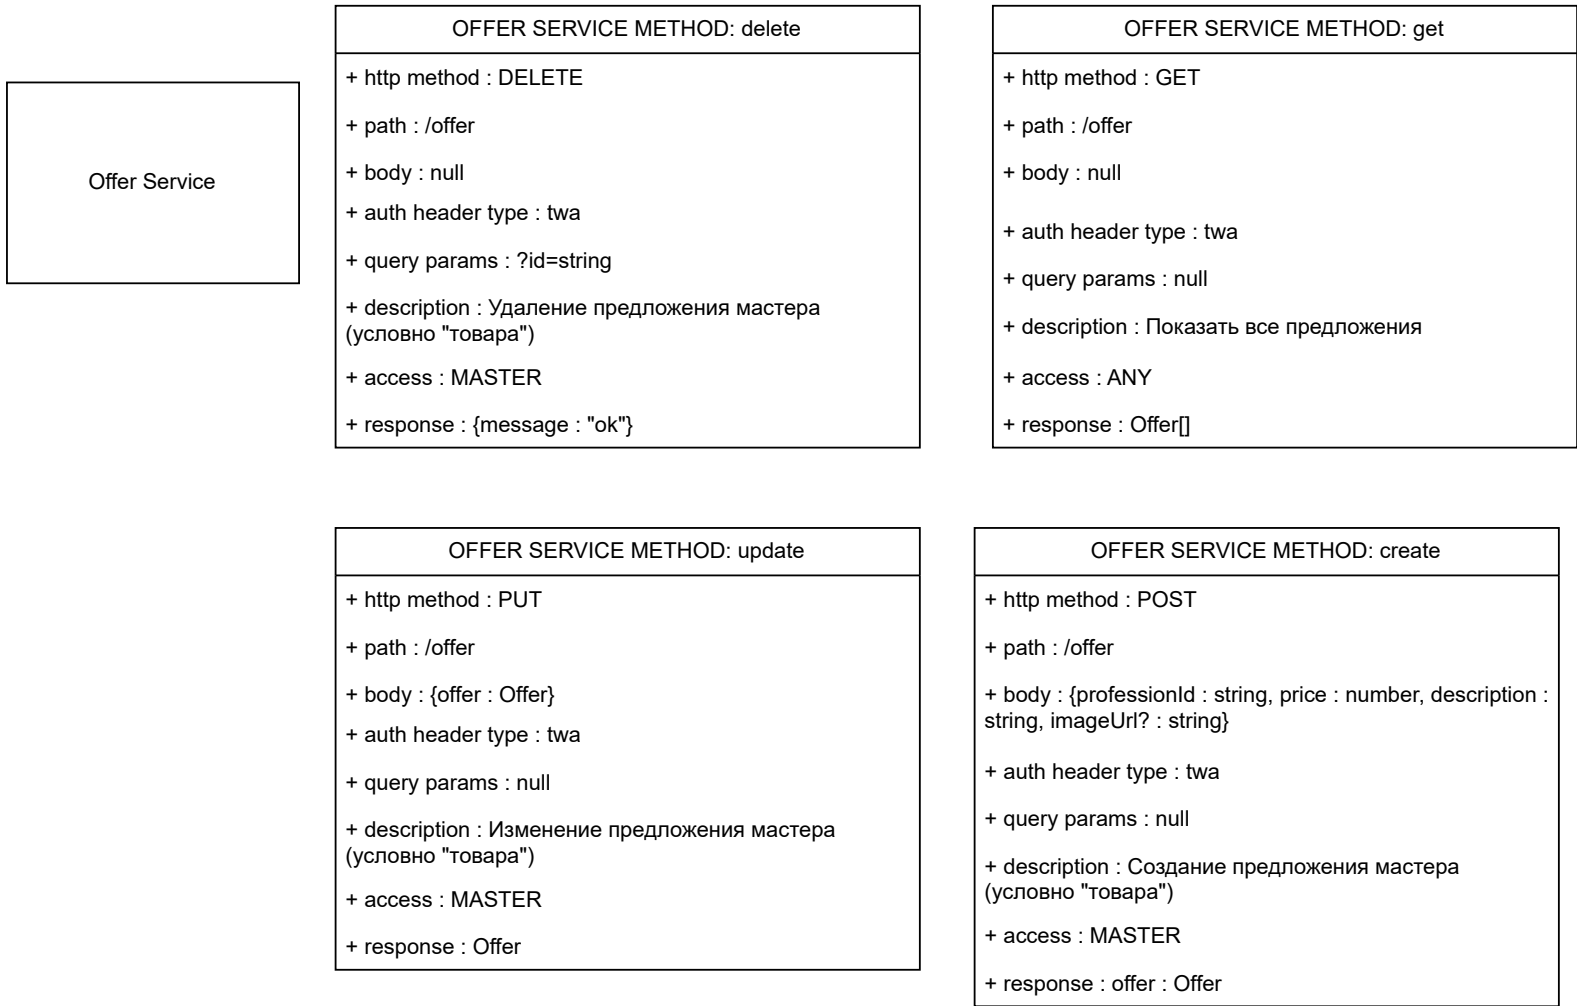 Offer Service
OFFER SERVICE METHOD: delete
+ http method : DELETE
+ path : /offer
+ body : null
+ auth header type : twa
+ query params : ?id=string
+ description : Удаление предложения мастера
(условно "товара")
+ access : MASTER
+ response : {message : "ok"}
OFFER SERVICE METHOD: get
+ http method : GET
+ path : /offer
+ body : null
+ auth header type : twa
+ query params : null
+ description : Показать все предложения
+ access : ANY
+ response : Offer[]
OFFER SERVICE METHOD: update
+ http method : PUT
+ path : /offer
+ body : {offer : Offer}
+ auth header type : twa
+ query params : null
+ description : Изменение предложения мастера
(условно "товара")
+ access : MASTER
+ response : Offer
OFFER SERVICE METHOD: create
+ http method : POST
+ path : /offer
+ body : {professionId : string, price : number, description :
string, imageUrl? : string}
+ auth header type : twa
+ query params : null
+ description : Создание предложения мастера
(условно "товара")
+ access : MASTER
+ response : offer : Offer